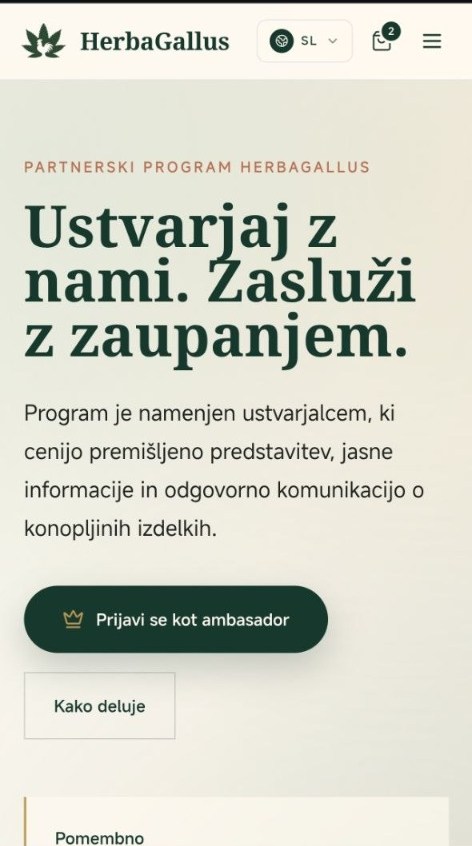 HerbaGallus
SL
2
PARTNERSKI PROGRAM HERBAGALLUS
Ustvarjaj z
nami. Zasluži
z zaupanjem.
Program je namenjen ustvarjalcem, ki
cenijo premišljeno predstavitev, jasne
informacije in odgovorno komunikacijo o
konopljinih izdelkih.
Prijavi se kot ambasador
Kako deluje
Pomembno